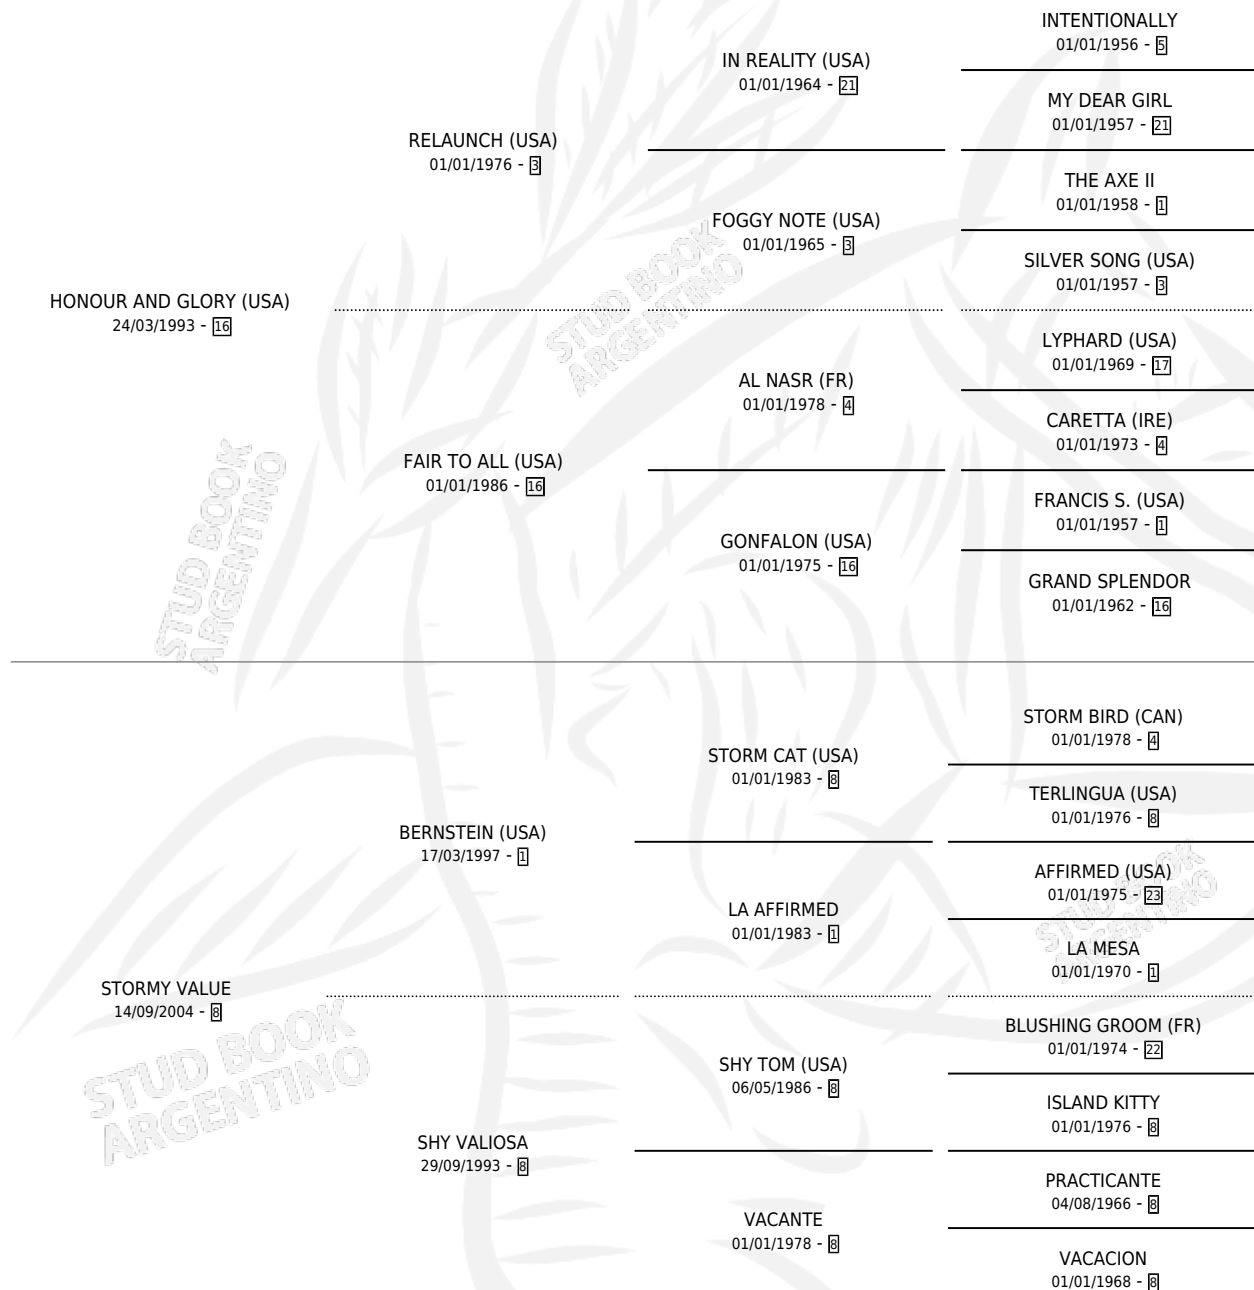 INTENTIONALLY
01/01/1956 - 5
IN REALITY (USA)
01/01/1964 - 21
MY DEAR GIRL
01/01/1957 - 21
RELAUNCH (USA)
01/01/1976 - 3
THE AXE II
01/01/1958 - 1
FOGGY NOTE (USA)
01/01/1965 - 3
SILVER SONG (USA)
01/01/1957 - 3
HONOUR AND GLORY (USA)
24/03/1993 - 16
LYPHARD (USA)
01/01/1969 - 17
AL NASR (FR)
01/01/1978 - 4
CARETTA (IRE)
01/01/1973 - 4
FAIR TO ALL (USA)
01/01/1986 - 16
FRANCIS S. (USA)
01/01/1957 - 1
GONFALON (USA)
01/01/1975 - 16
GRAND SPLENDOR
01/01/1962 - 16
STORM BIRD (CAN)
01/01/1978 - 4
STORM CAT (USA)
01/01/1983 - 8
TERLINGUA (USA)
01/01/1976 - 8
BERNSTEIN (USA)
17/03/1997 - 1
AFFIRMED (USA)
01/01/1975 - 23
LA AFFIRMED
01/01/1983 - 1
LA MESA
01/01/1970 - 1
STORMY VALUE
14/09/2004 - 8
BLUSHING GROOM (FR)
01/01/1974 - 22
SHY TOM (USA)
06/05/1986 - 8
ISLAND KITTY
01/01/1976 - 8
SHY VALIOSA
29/09/1993 - 8
PRACTICANTE
04/08/1966 - 8
VACANTE
01/01/1978 - 8
VACACION
01/01/1968 - 8
STUD BOOK
ARGENTINO
STUD BOOK
ARGENTINO
STUD BOOK
ARGENTINO
STUD BOOK
ARGENTINO